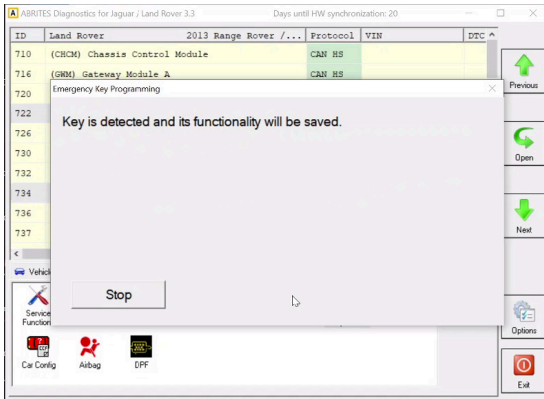 ABRITES Diagnostics for Jaguar / Land Rover 3.3 Days until HW synchronization: 20
ID Land Rover 2013 Range Rover /... Protocol VIN DTC
710 (CHCM) Chassis Control Module CAN HS
716 (GWM) Gateway Module A CAN HS
720
722
726
730
732
734
736
737
Emergency Key Programming
Key is detected and its functionality will be saved.
Stop
Previous
Open
Next
Options
Exit
Service
Function
Car Config
Airbag
DPF